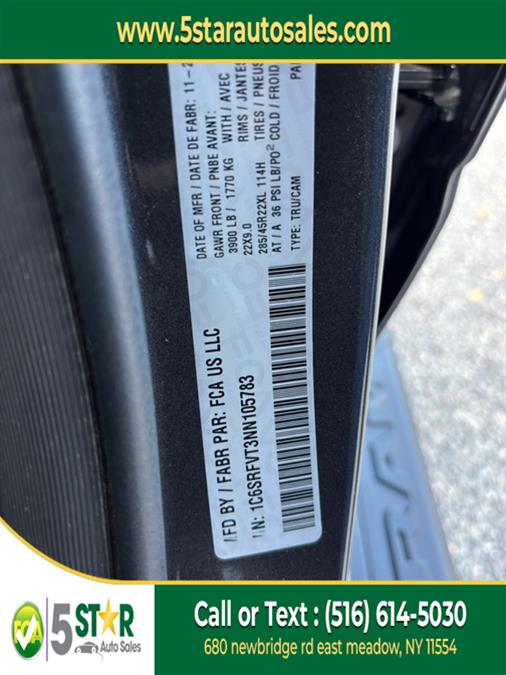 www.5starautosales.com
MFD BY / FABR PAR: FCA US LLC
DATE OF MFR / DATE DE FABR: 11-2
GAWR FRONT / PNBE AVANT:
3900 LB / 1770 KG WITH / AVEC
22X9.0 RIMS / JANTES
285/45R22XL 114H TIRES / PNEUS
AT / A 36 PSI LB/PO² COLD / FROID
TYPE: TRU/CAM PAI
1C6SRFVT3NN105783
RAM
FCA
5 STAR
Auto Sales
Call or Text : (516) 614-5030
680 newbridge rd east meadow, NY 11554